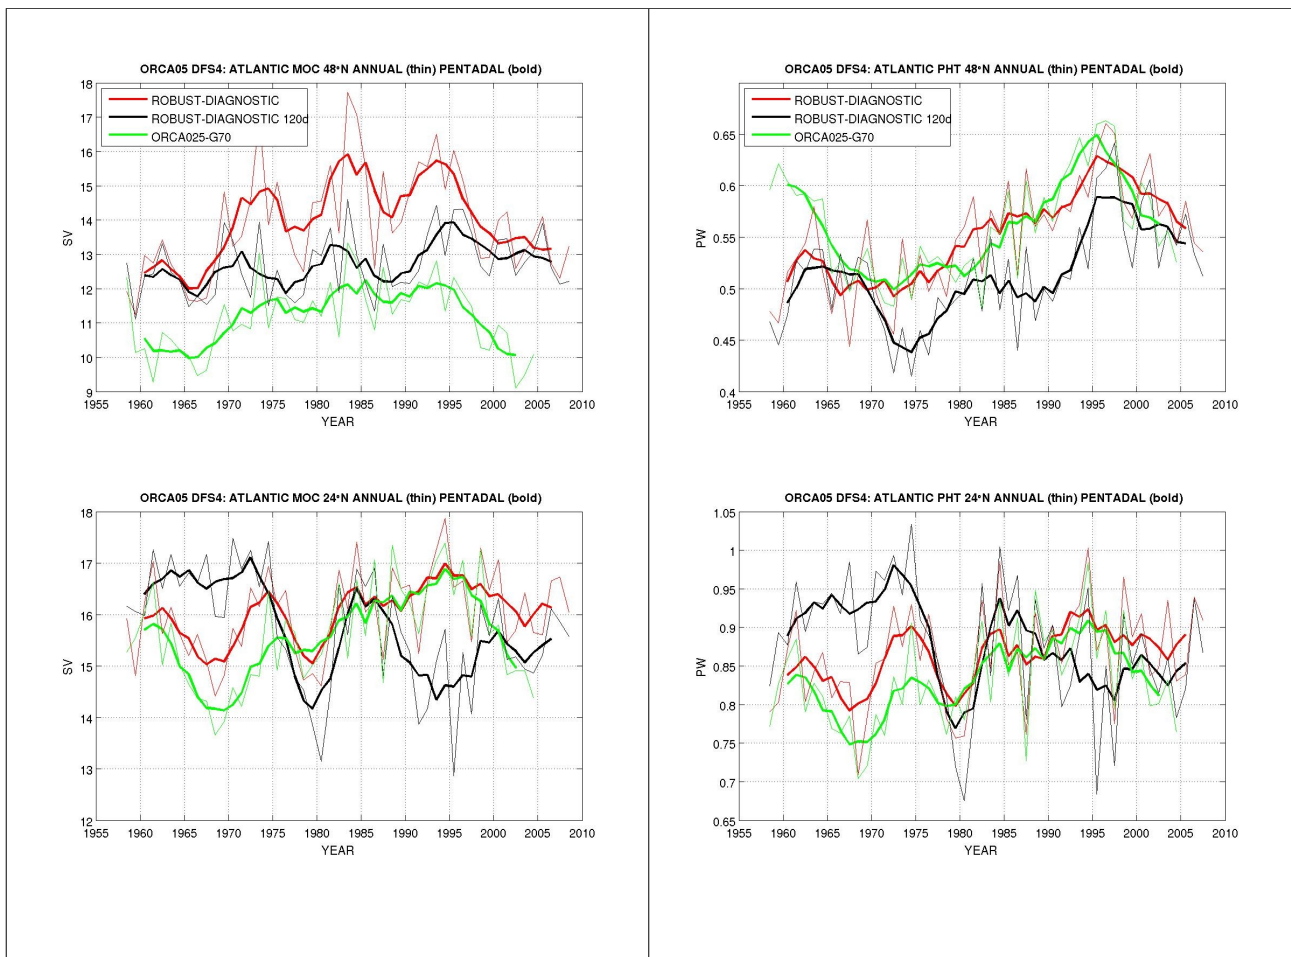 ORCA05 DFS4: ATLANTIC MOC 48°N ANNUAL (thin) PENTADAL (bold)
18
17
16
15
14
13
12
11
10
9
SV
ROBUST-DIAGNOSTIC
ROBUST-DIAGNOSTIC 120d
ORCA025-G70
1955 1960 1965 1970 1975 1980 1985 1990 1995 2000 2005 2010
YEAR
ORCA05 DFS4: ATLANTIC PHT 48°N ANNUAL (thin) PENTADAL (bold)
0.65
0.6
0.55
0.5
0.45
0.4
PW
ROBUST-DIAGNOSTIC
ROBUST-DIAGNOSTIC 120d
ORCA025-G70
1955 1960 1965 1970 1975 1980 1985 1990 1995 2000 2005 2010
YEAR
ORCA05 DFS4: ATLANTIC MOC 24°N ANNUAL (thin) PENTADAL (bold)
18
17
16
15
14
13
12
SV
1955 1960 1965 1970 1975 1980 1985 1990 1995 2000 2005 2010
YEAR
ORCA05 DFS4: ATLANTIC PHT 24°N ANNUAL (thin) PENTADAL (bold)
1.05
1
0.95
0.9
0.85
0.8
0.75
0.7
0.65
PW
1955 1960 1965 1970 1975 1980 1985 1990 1995 2000 2005 2010
YEAR